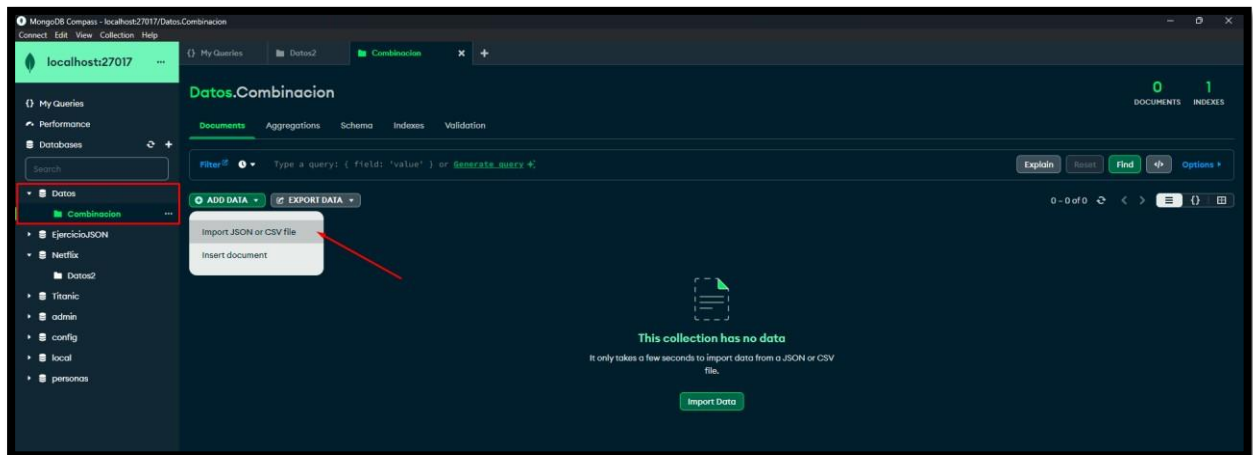 MongoDB Compass - localhost:27017/Datos.Combinacion
Connect Edit View Collection Help
localhost:27017 ...
{} My Queries
Performance
Databases
Search
Datos
Combinacion ...
EjercicioJSON
Netflix
Datos2
Titanic
admin
config
local
personas
{} My Queries Datos2 Combinacion
Datos.Combinacion
0 1
DOCUMENTS INDEXES
Documents Aggregations Schema Indexes Validation
Filter Type a query: { field: 'value' } or Generate query
Explain Reset Find </> Options
ADD DATA EXPORT DATA
0 - 0 of 0 {}
Import JSON or CSV file
Insert document
This collection has no data
It only takes a few seconds to import data from a JSON or CSV
file.
Import Data